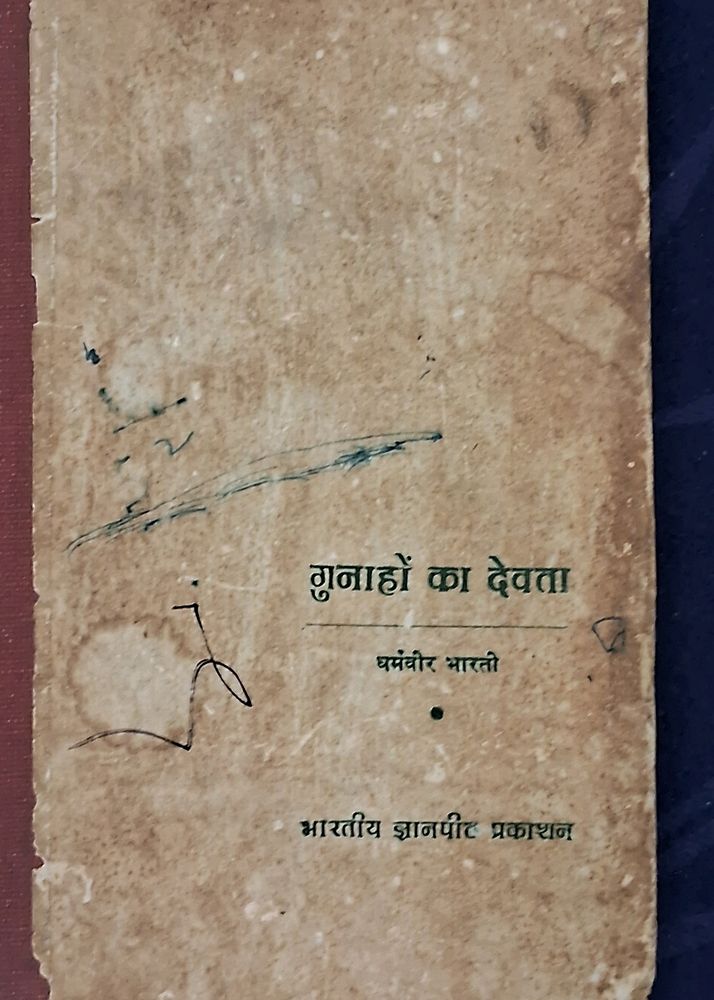 गुनाहों का देवता
धर्मवीर भारती
भारतीय ज्ञानपीठ प्रकाशन